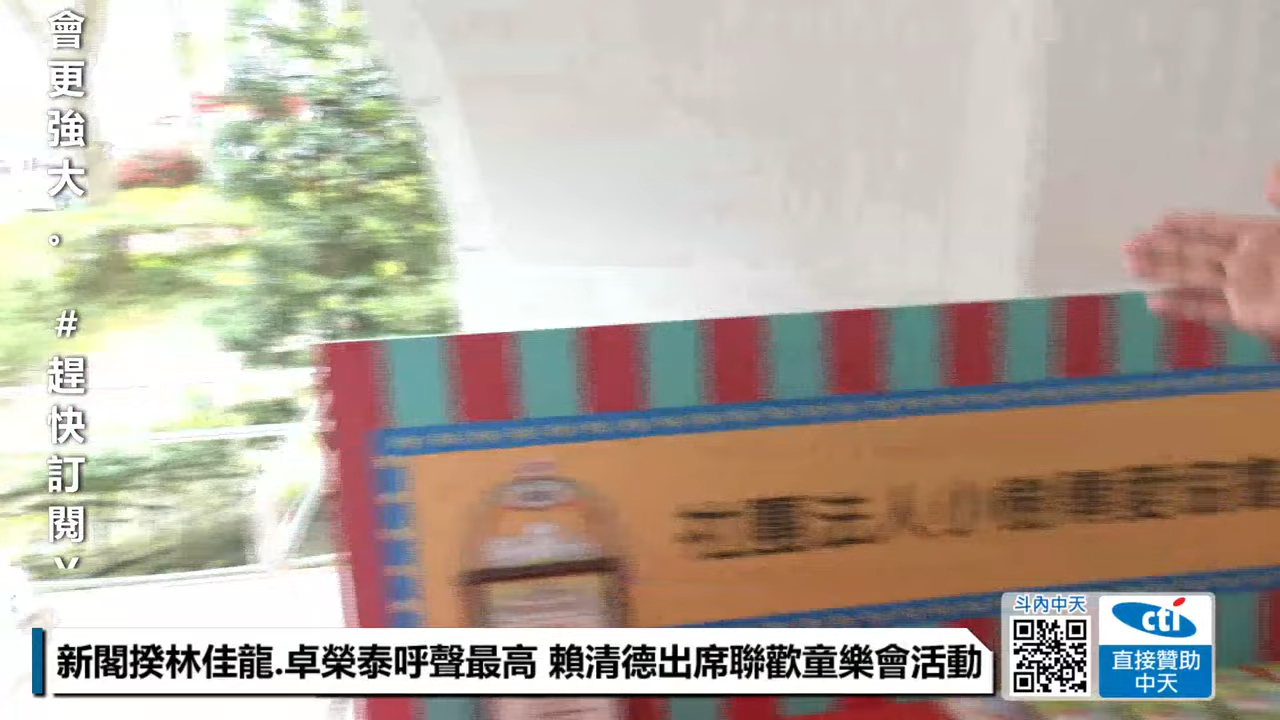 會更強大。 #趕快訂閱
新閣揆林佳龍.卓榮泰呼聲最高 賴清德出席聯歡童樂會活動
斗內中天
cti
直接贊助
中天